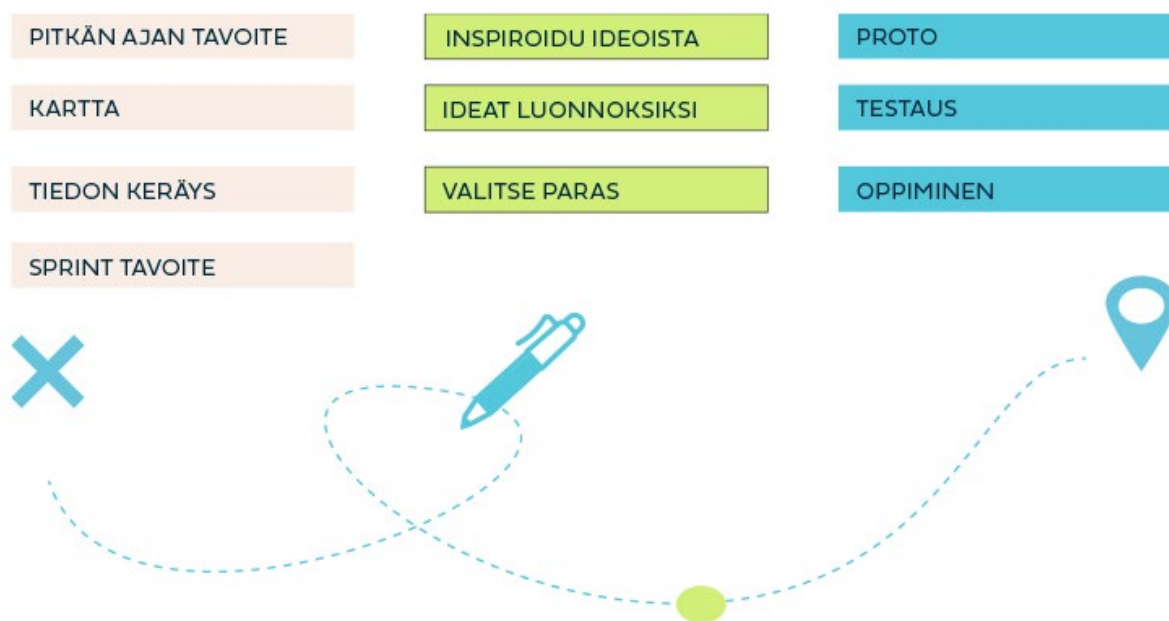 PITKÄN AJAN TAVOITE
KARTTA
TIEDON KERÄYS
SPRINT TAVOITE
INSPIROIDU IDEOISTA
IDEAT LUONNOKSIKSI
VALITSE PARAS
PROTO
TESTAUS
OPPIMINEN